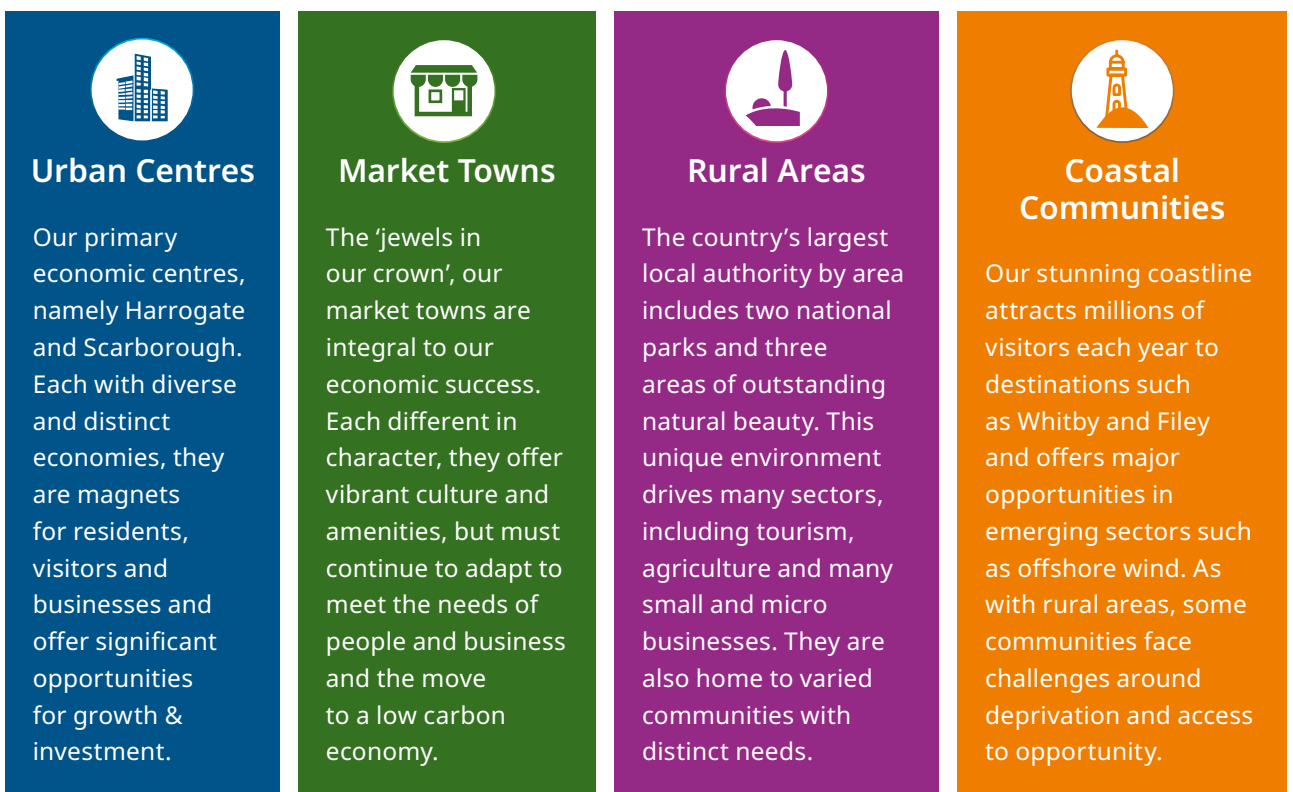 Urban Centres
Our primary
economic centres,
namely Harrogate
and Scarborough.
Each with diverse
and distinct
economies, they
are magnets
for residents,
visitors and
businesses and
offer significant
opportunities
for growth &
investment.
Market Towns
The ‘jewels in
our crown’, our
market towns are
integral to our
economic success.
Each different in
character, they offer
vibrant culture and
amenities, but must
continue to adapt to
meet the needs of
people and business
and the move
to a low carbon
economy.
Rural Areas
The country’s largest
local authority by area
includes two national
parks and three
areas of outstanding
natural beauty. This
unique environment
drives many sectors,
including tourism,
agriculture and many
small and micro
businesses. They are
also home to varied
communities with
distinct needs.
Coastal
Communities
Our stunning coastline
attracts millions of
visitors each year to
destinations such
as Whitby and Filey
and offers major
opportunities in
emerging sectors such
as offshore wind. As
with rural areas, some
communities face
challenges around
deprivation and access
to opportunity.